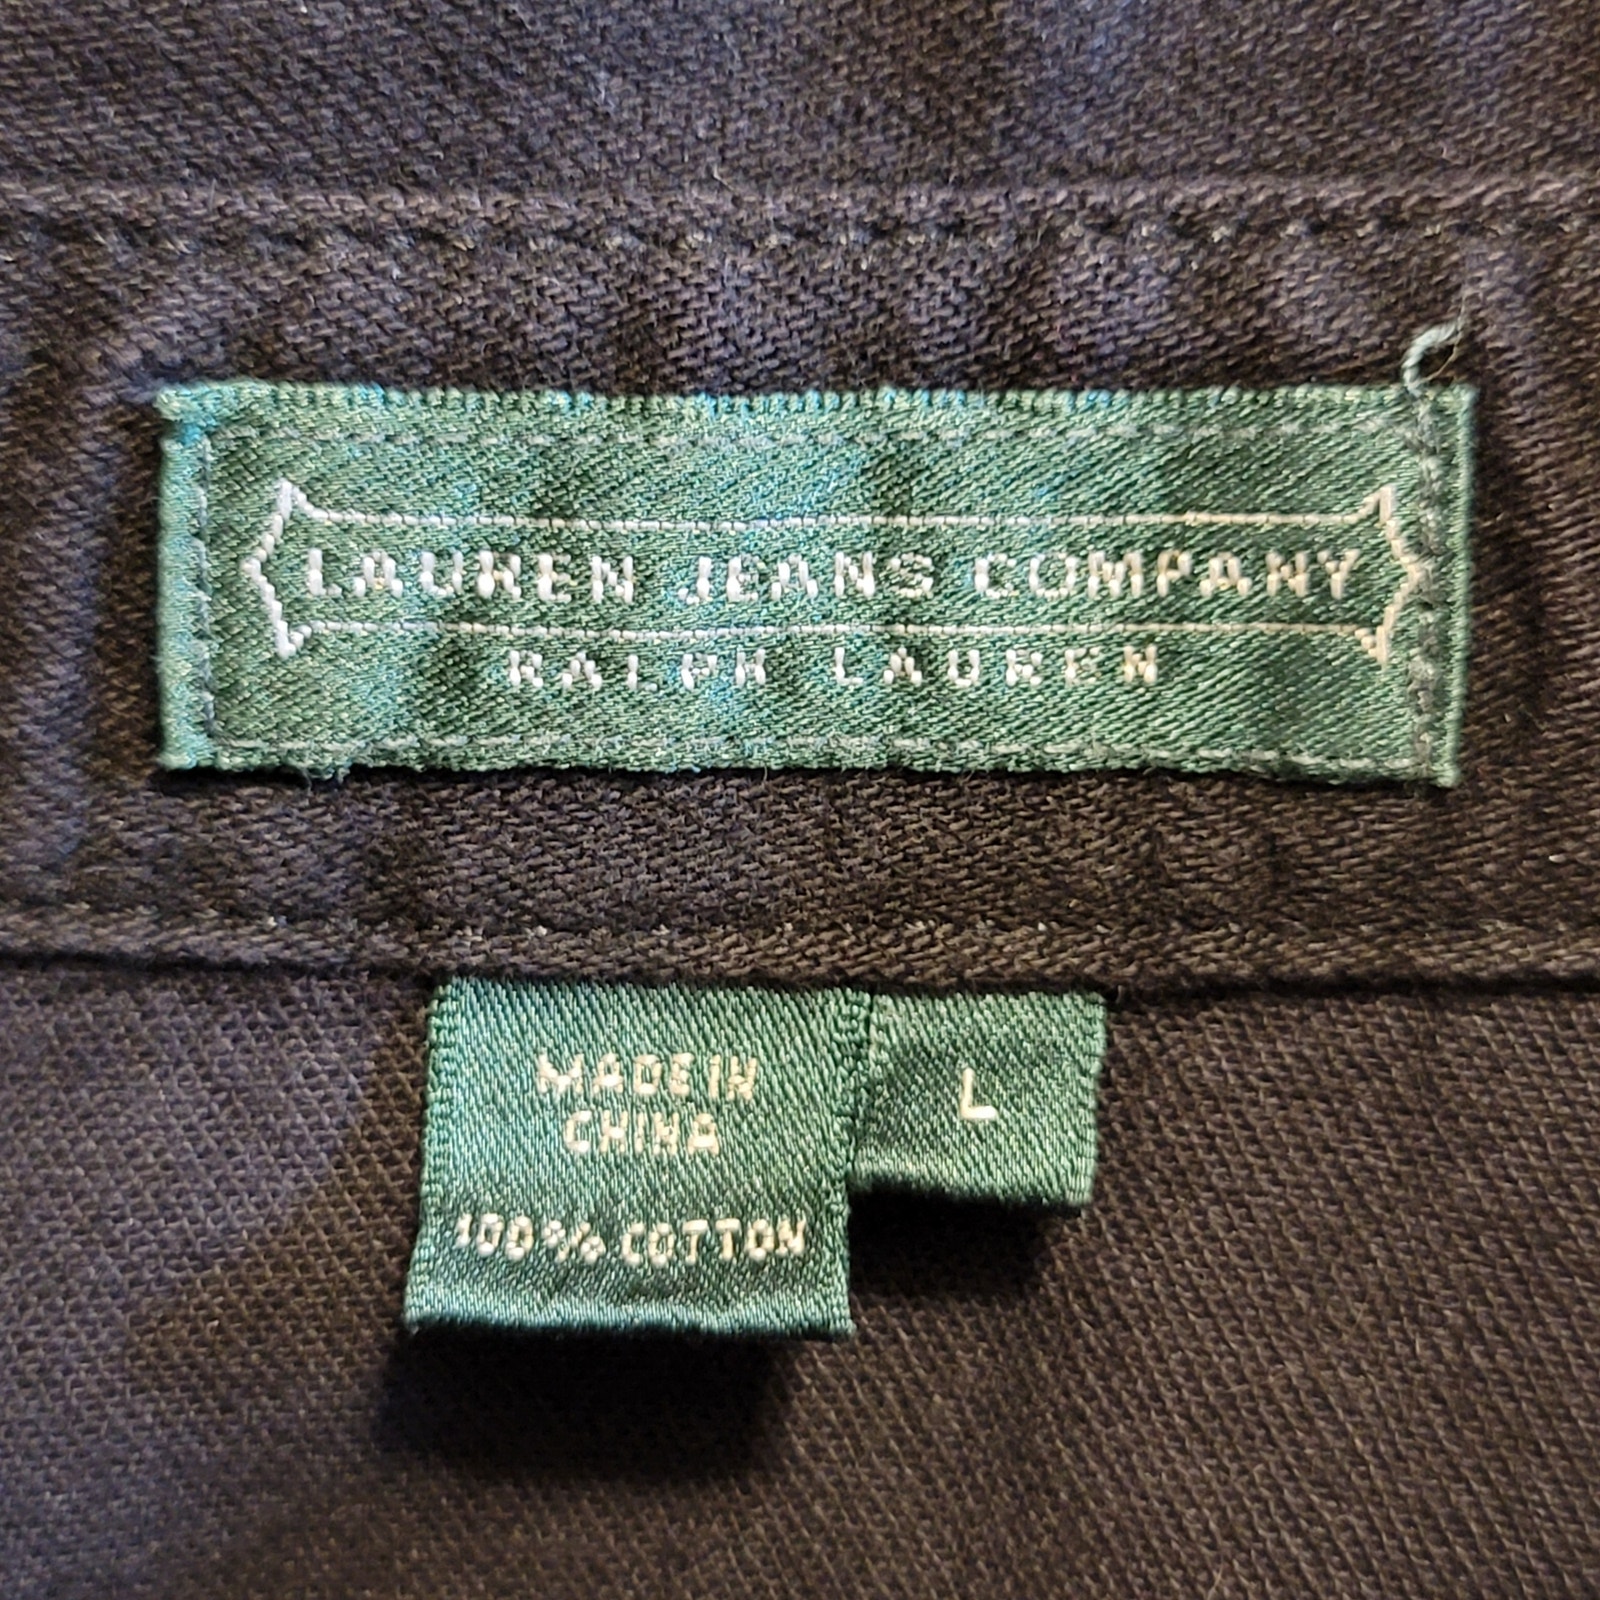 LAUREN JEANS COMPANY
RALPH LAUREN
MADE IN
CHINA
100% COTTON
L